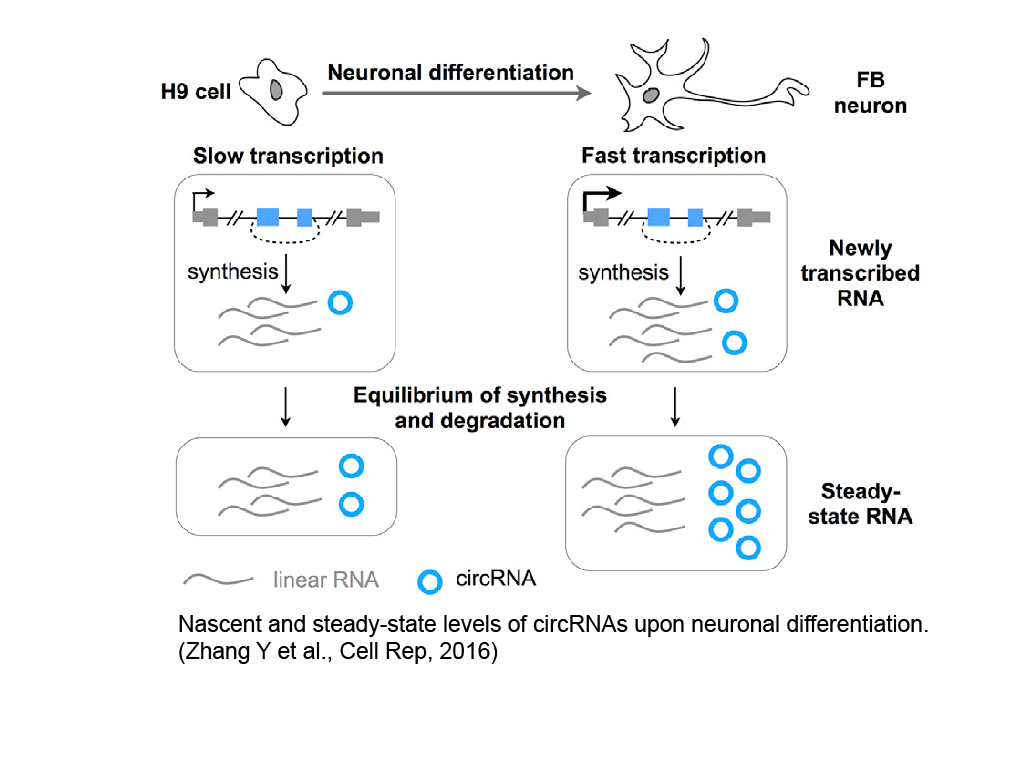 Neuronal differentiation
H9 cell
FB
neuron
Slow transcription
Fast transcription
synthesis
synthesis
Newly
transcribed
RNA
Equilibrium of synthesis
and degradation
Steady-
state RNA
linear RNA
circRNA
Nascent and steady-state levels of circRNAs upon neuronal differentiation.
(Zhang Y et al., Cell Rep, 2016)